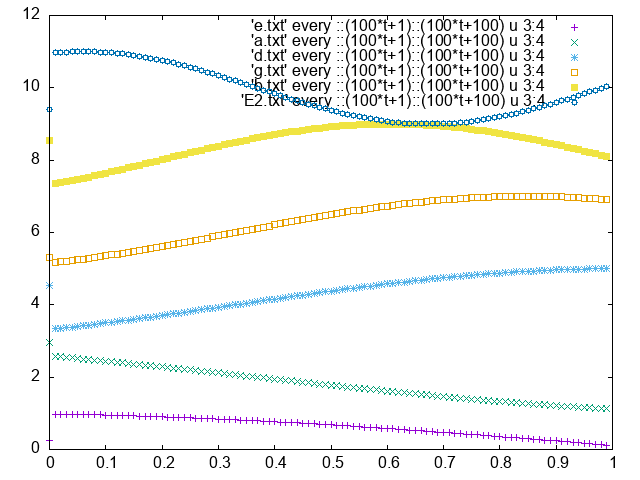 12
10
8
6
4
2
0
'e.txt' every ::(100*t+1)::(100*t+100) u 3:4
'a.txt' every ::(100*t+1)::(100*t+100) u 3:4
'd.txt' every ::(100*t+1)::(100*t+100) u 3:4
'g.txt' every ::(100*t+1)::(100*t+100) u 3:4
'b.txt' every ::(100*t+1)::(100*t+100) u 3:4
'E2.txt' every ::(100*t+1)::(100*t+100) u 3:4
0 0.1 0.2 0.3 0.4 0.5 0.6 0.7 0.8 0.9 1